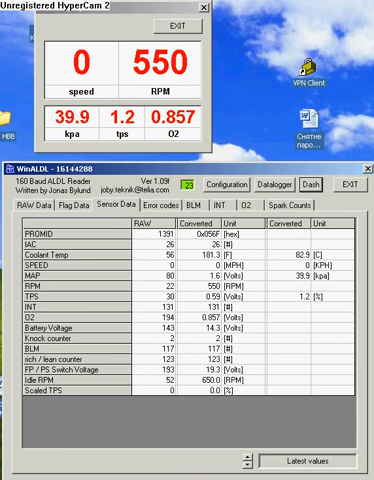 Unregistered HyperCam 2
EXIT
0 550
speed RPM
39.9 1.2 0.857
kpa tps O2
VPN Client
HBB
Снятие
паро...
WinALDL - 16144288
160 Baud ALDL Reader Ver 1.09f
Written by Jonas Bylund joby.teknik@telia.com
23 Configuration Datalogger Dash EXIT
RAW Data Flag Data Sensor Data Error codes BLM INT O2 Spark Counts
RAW Converted Unit Converted Unit
PROMID 1391 0x056F [hex]
IAC 26 26 [#]
Coolant Temp 56 181.3 [F] 82.9 [C]
SPEED 0 0 [MPH] 0 [KPH]
MAP 80 1.6 [Volts] 39.9 [kpa]
RPM 22 550 [RPM]
TPS 30 0.59 [Volts] 1.2 [%]
INT 131 131 [#]
O2 194 0.857 [Volts]
Battery Voltage 143 14.3 [Volts]
Knock counter 2 2 [#]
BLM 117 117 [#]
rich / lean counter 123 123 [#]
FP / PS Switch Voltage 193 19.3 [Volts]
Idle RPM 52 650.0 [RPM]
Scaled TPS 0 0.0 [%]
Latest values